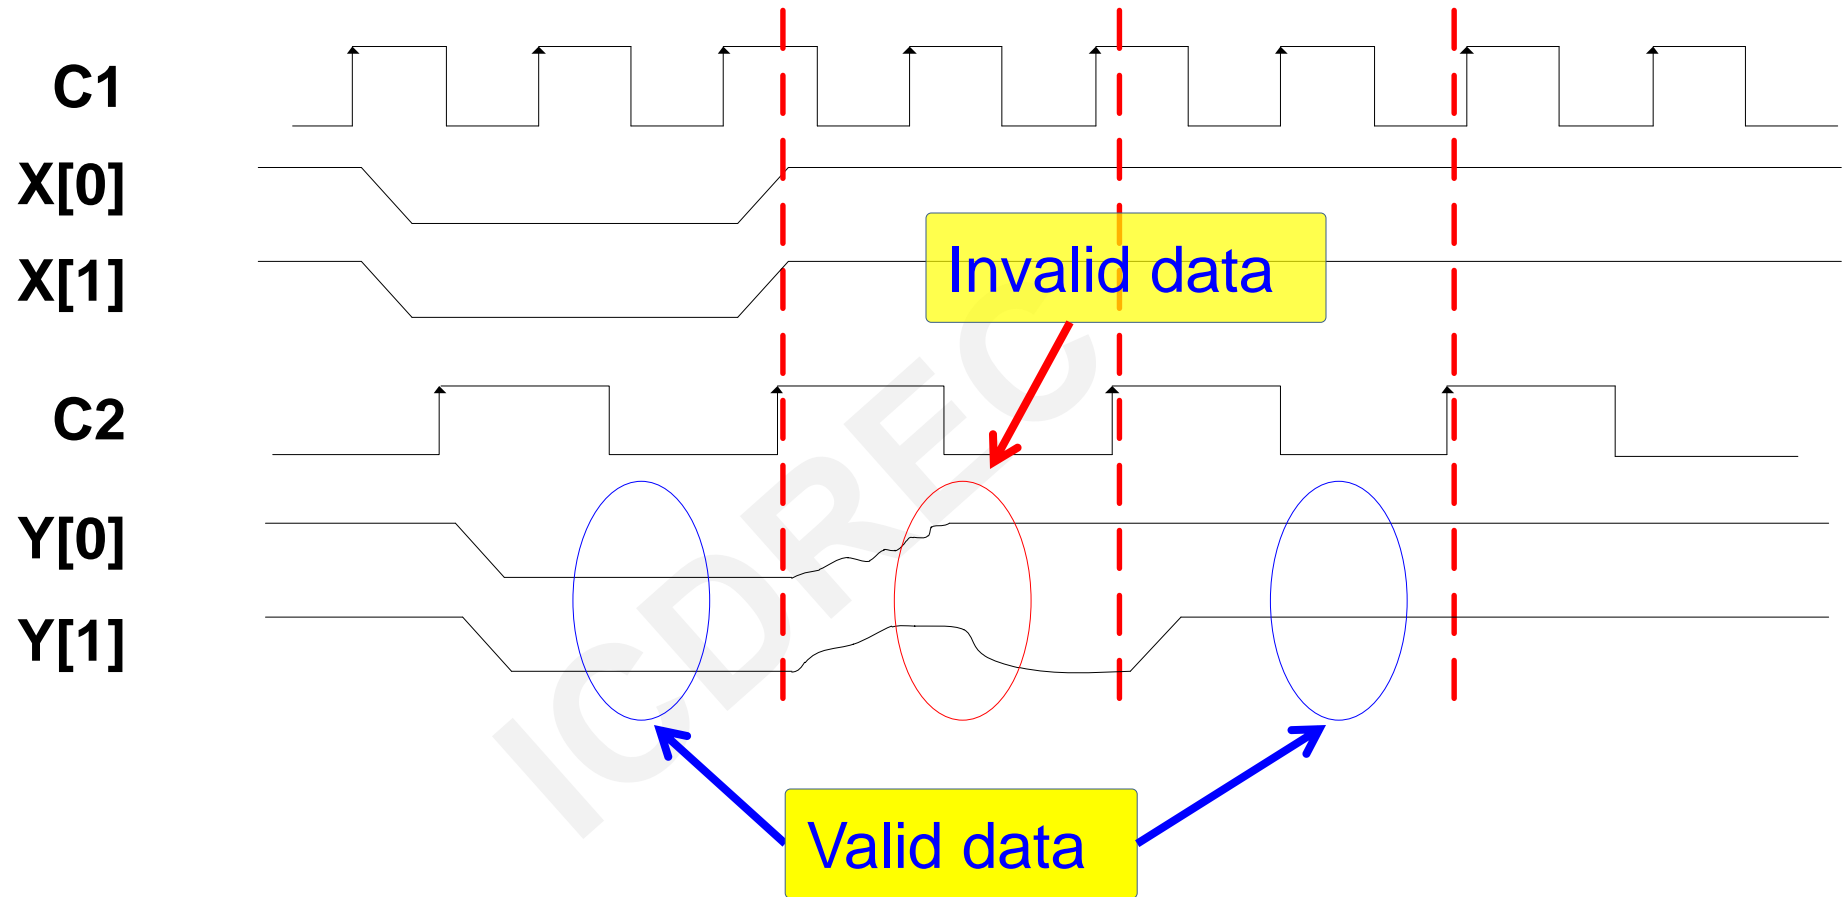 C1
X[0]
X[1]
Invalid data
C2
Y[0]
Y[1]
Valid data
ICDREC